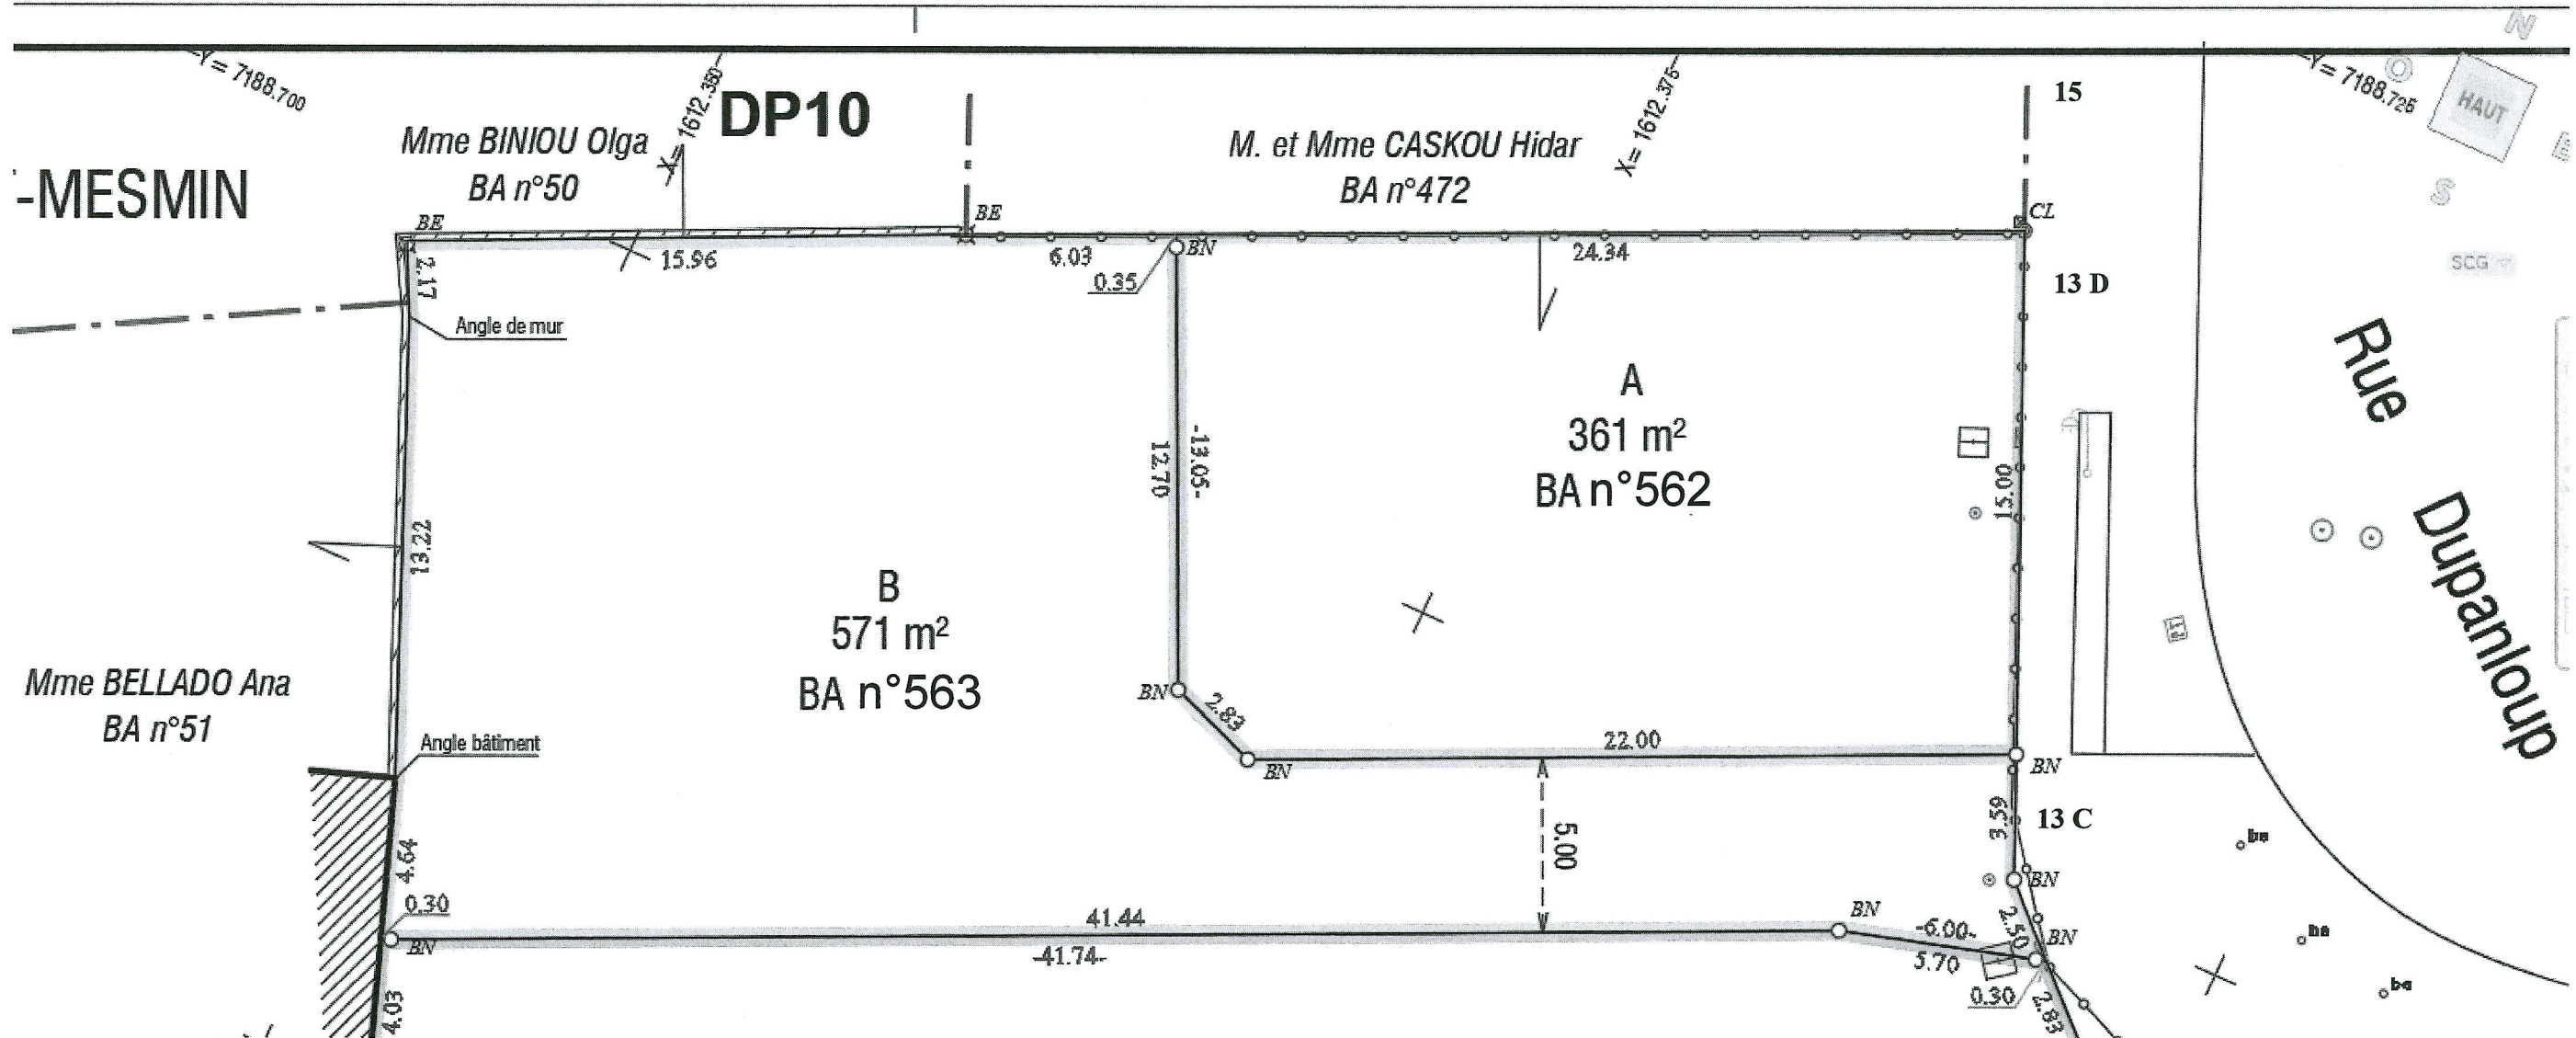 N
Y= 7188.700
X= 1612.350
DP10
X= 1612.375
15
Y= 7188.725
O
HAUT
E
S
SCG
Mme BINIOU Olga
BA n°50
M. et Mme CASKOU Hidar
BA n°472
-MESMIN
BE
BE
CL
15.96
6.03
BN
0.35
24.34
2.17
13 D
Angle de mur
Rue
Dupanloup
A
361 m²
BA n°562
-13.05-
12.70
15.00
13.22
B
571 m²
BA n°563
Mme BELLADO Ana
BA n°51
BN
2.83
Angle bâtiment
22.00
BN
BN
3.59
13 C
5.00
4.64
BN
0.30
41.44
BN
-6.00-
2.50
BN
BN
-41.74-
5.70
0.30
4.03
2.83